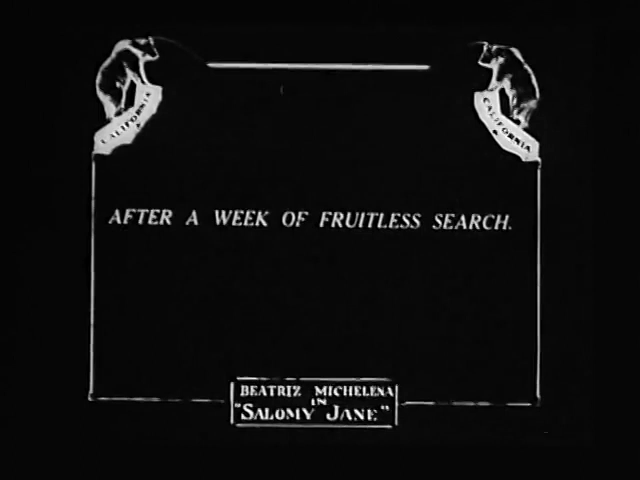 CALIFORNIA
CALIFORNIA
AFTER A WEEK OF FRUITLESS SEARCH.
BEATRIZ MICHELENA
IN
"SALOMY JANE"